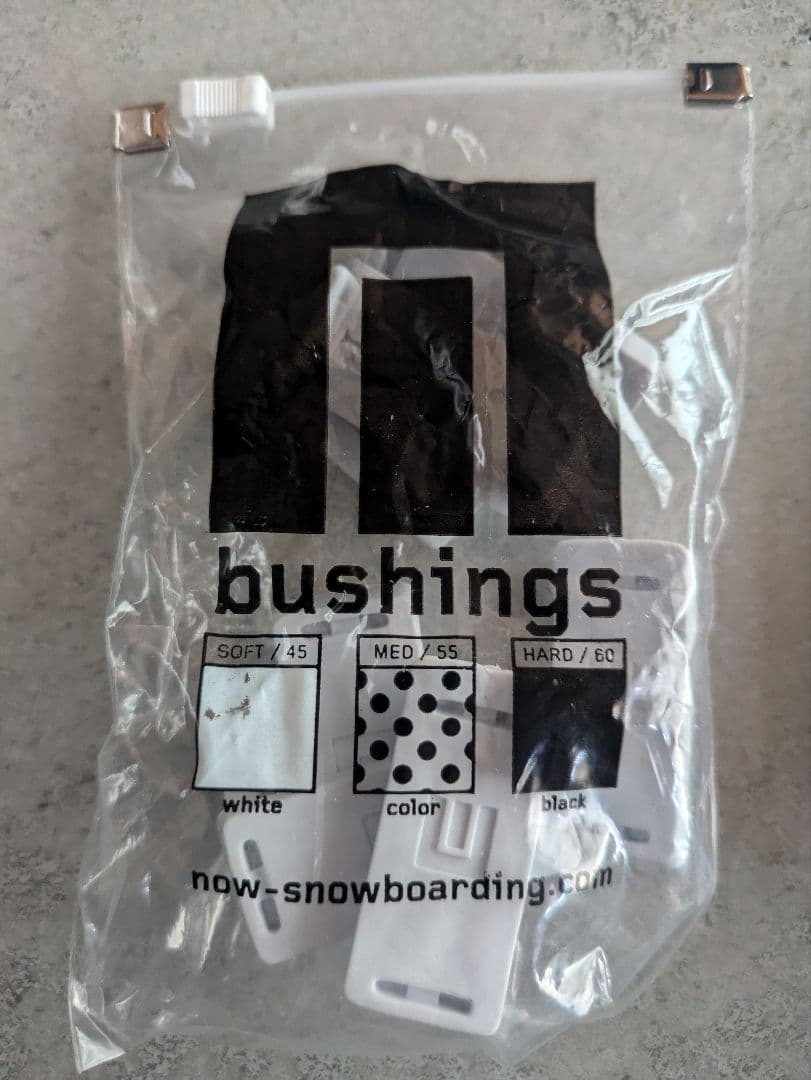 bushings
SOFT / 45 MED / 55 HARD / 60
white color black
now-snowboarding.com